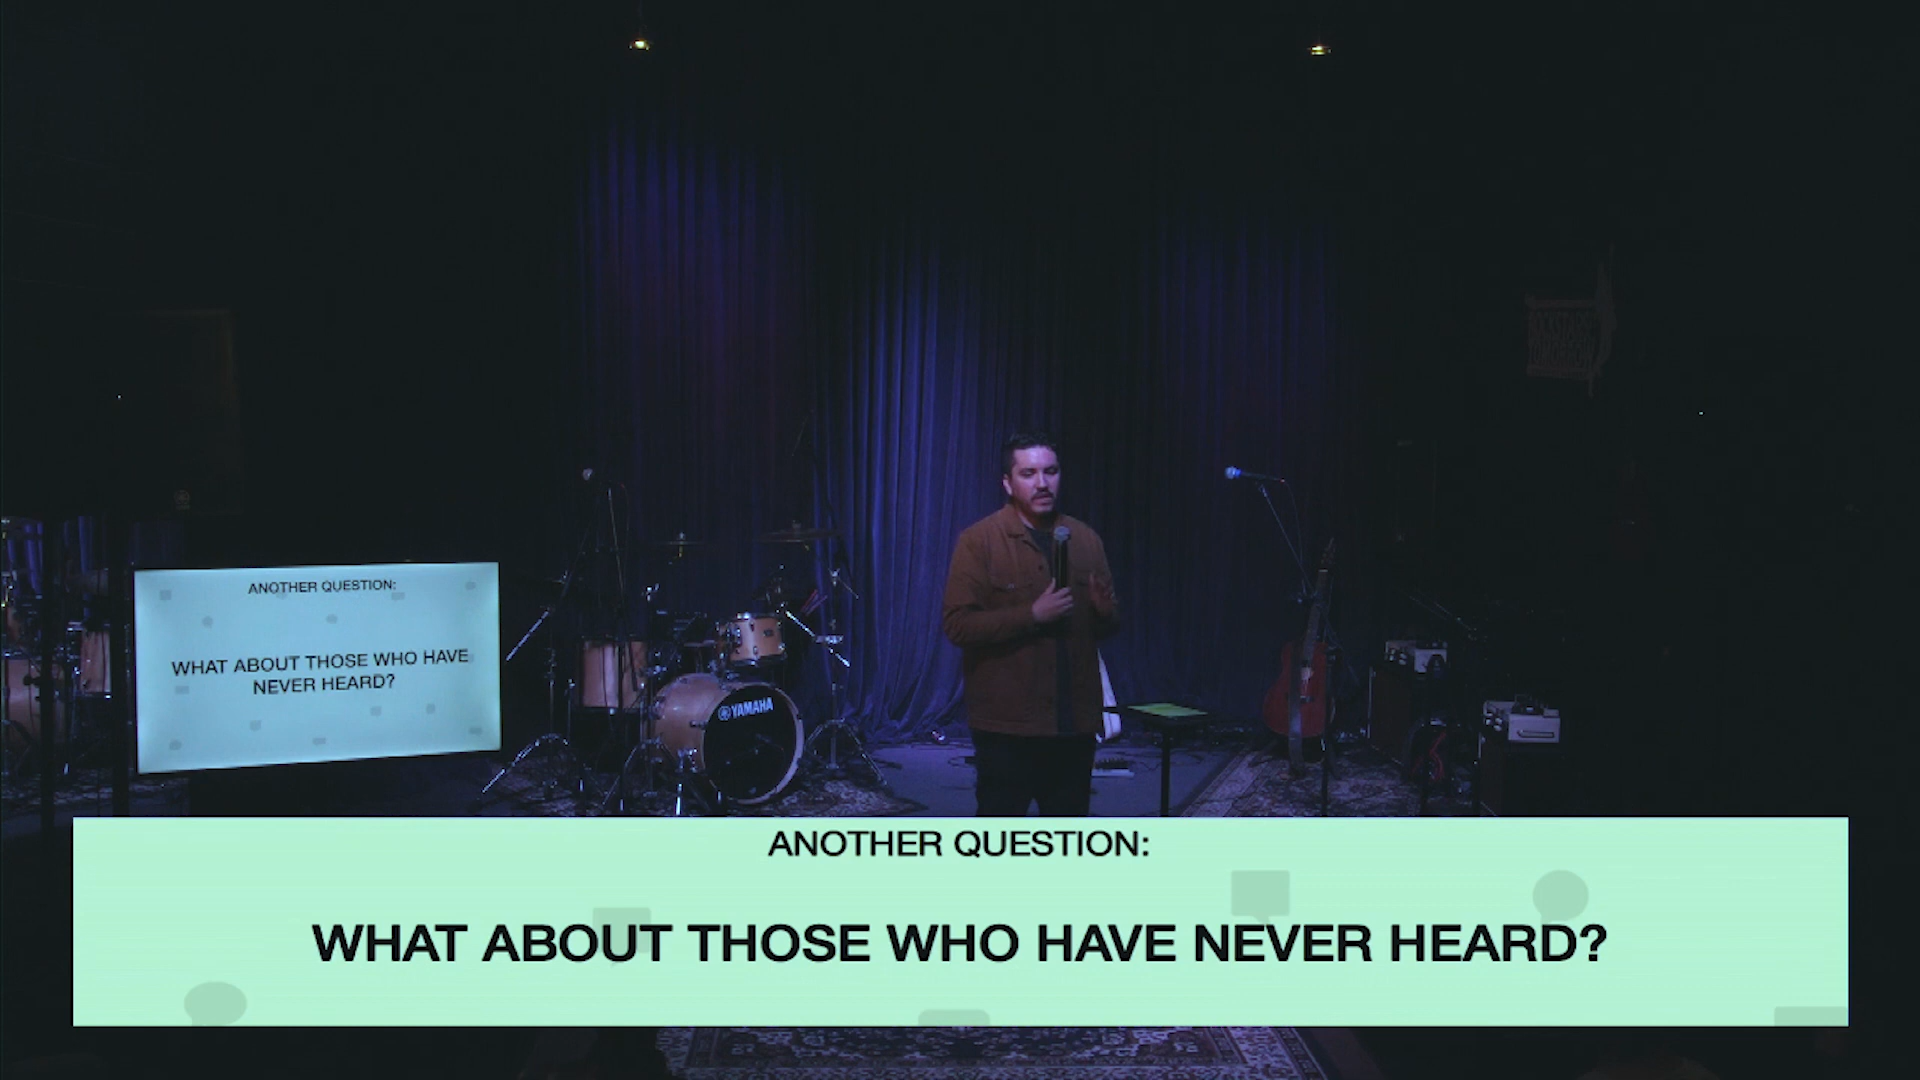 ANOTHER QUESTION:
WHAT ABOUT THOSE WHO HAVE
NEVER HEARD?
YAMAHA
ANOTHER QUESTION:
WHAT ABOUT THOSE WHO HAVE NEVER HEARD?